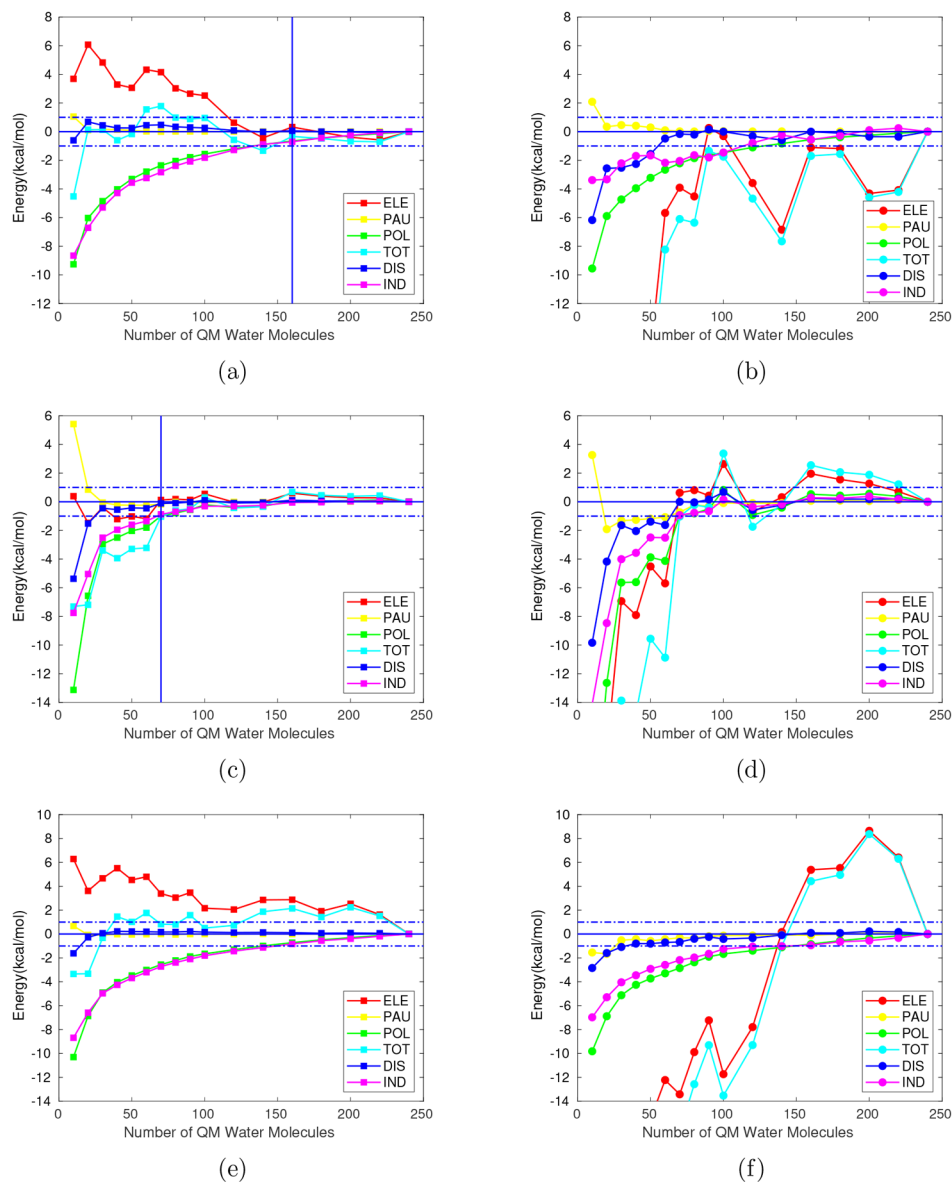 8
6
4
2
0
-2
-4
-6
-8
-10
-12
Energy(kcal/mol)
0 50 100 150 200 250
Number of QM Water Molecules
ELE
PAU
POL
TOT
DIS
IND
(a)
8
6
4
2
0
-2
-4
-6
-8
-10
-12
Energy(kcal/mol)
0 50 100 150 200 250
Number of QM Water Molecules
ELE
PAU
POL
TOT
DIS
IND
(b)
6
4
2
0
-2
-4
-6
-8
-10
-12
-14
Energy(kcal/mol)
0 50 100 150 200 250
Number of QM Water Molecules
ELE
PAU
POL
TOT
DIS
IND
(c)
6
4
2
0
-2
-4
-6
-8
-10
-12
-14
Energy(kcal/mol)
0 50 100 150 200 250
Number of QM Water Molecules
ELE
PAU
POL
TOT
DIS
IND
(d)
10
8
6
4
2
0
-2
-4
-6
-8
-10
-12
-14
Energy(kcal/mol)
0 50 100 150 200 250
Number of QM Water Molecules
ELE
PAU
POL
TOT
DIS
IND
(e)
10
8
6
4
2
0
-2
-4
-6
-8
-10
-12
-14
Energy(kcal/mol)
0 50 100 150 200 250
Number of QM Water Molecules
ELE
PAU
POL
TOT
DIS
IND
(f)